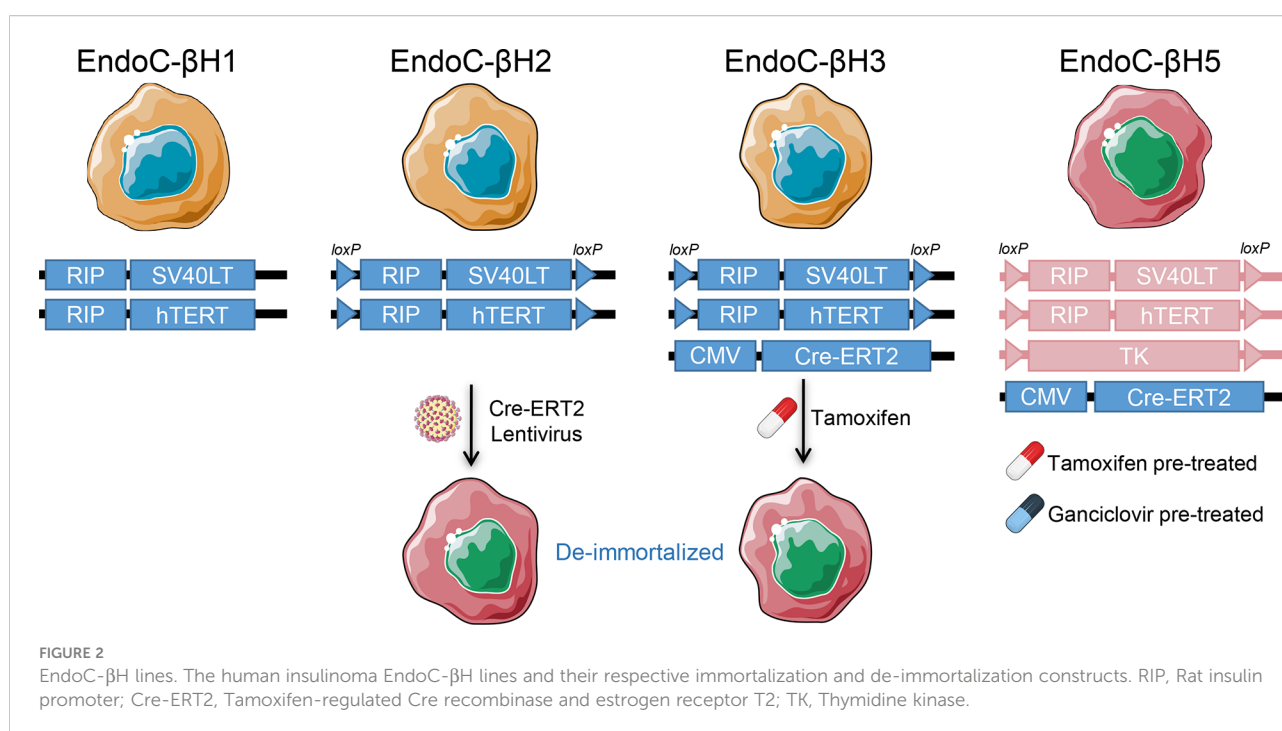 EndoC-βH1
EndoC-βH2
EndoC-βH3
EndoC-βH5
RIP SV40LT
RIP hTERT
loxP loxP
RIP SV40LT
RIP hTERT
Cre-ERT2
Lentivirus
loxP loxP
RIP SV40LT
RIP hTERT
CMV Cre-ERT2
Tamoxifen
loxP loxP
RIP SV40LT
RIP hTERT
TK
CMV Cre-ERT2
Tamoxifen pre-treated
Ganciclovir pre-treated
De-immortalized
FIGURE 2
EndoC-βH lines. The human insulinoma EndoC-βH lines and their respective immortalization and de-immortalization constructs. RIP, Rat insulin
promoter; Cre-ERT2, Tamoxifen-regulated Cre recombinase and estrogen receptor T2; TK, Thymidine kinase.